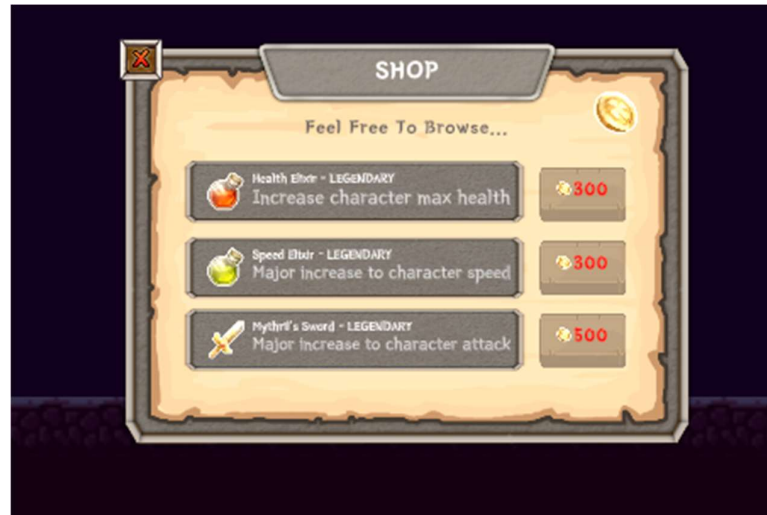 SHOP
Feel Free To Browse...
Health Elixir - LEGENDARY
Increase character max health
300
Speed Elixir - LEGENDARY
Major increase to character speed
300
Mythril's Sword - LEGENDARY
Major increase to character attack
500